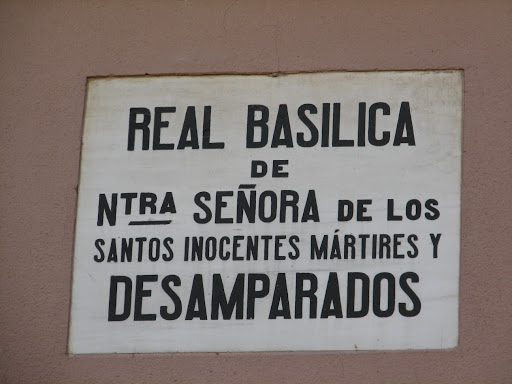 REAL BASILICA
DE
NTRA SEÑORA DE LOS
SANTOS INOCENTES MÁRTIRES Y
DESAMPARADOS